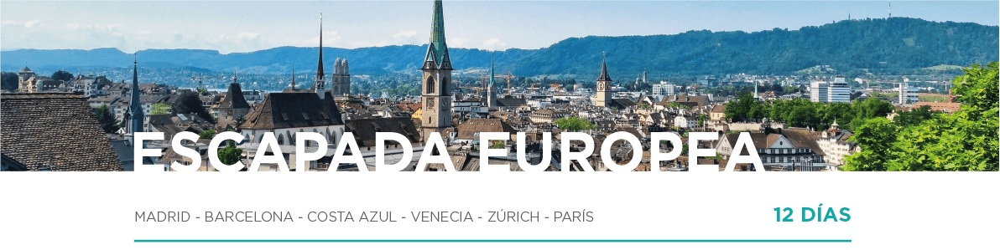 ESCAPADA EUROPEA
MADRID - BARCELONA - COSTA AZUL - VENECIA - ZÚRICH - PARÍS
12 DÍAS